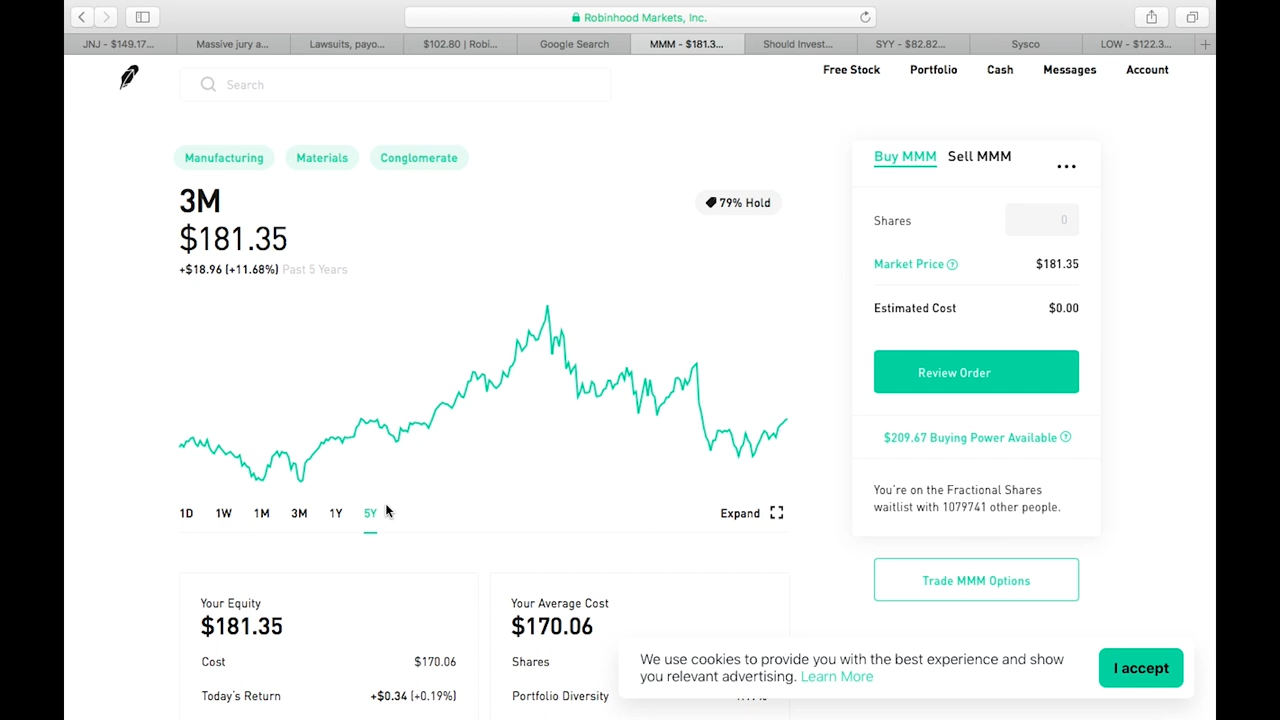 Robinhood Markets, Inc.
JNJ - $149.17...
Massive jury a...
Lawsuits, payo...
$102.80 | Robi...
Google Search
MMM - $181.3...
Should Invest...
SYY - $82.82...
Sysco
LOW - $122.3...
Search
Free Stock
Portfolio
Cash
Messages
Account
Manufacturing
Materials
Conglomerate
3M
$181.35
+$18.96 (+11.68%) Past 5 Years
79% Hold
1D
1W
1M
3M
1Y
5Y
Expand
Buy MMM
Sell MMM
...
Shares
0
Market Price ?
$181.35
Estimated Cost
$0.00
Review Order
$209.67 Buying Power Available ?
You're on the Fractional Shares
waitlist with 1079741 other people.
Trade MMM Options
Your Equity
$181.35
Cost
$170.06
Today's Return
+$0.34 (+0.19%)
Your Average Cost
$170.06
Shares
Portfolio Diversity
We use cookies to provide you with the best experience and show
you relevant advertising. Learn More
I accept